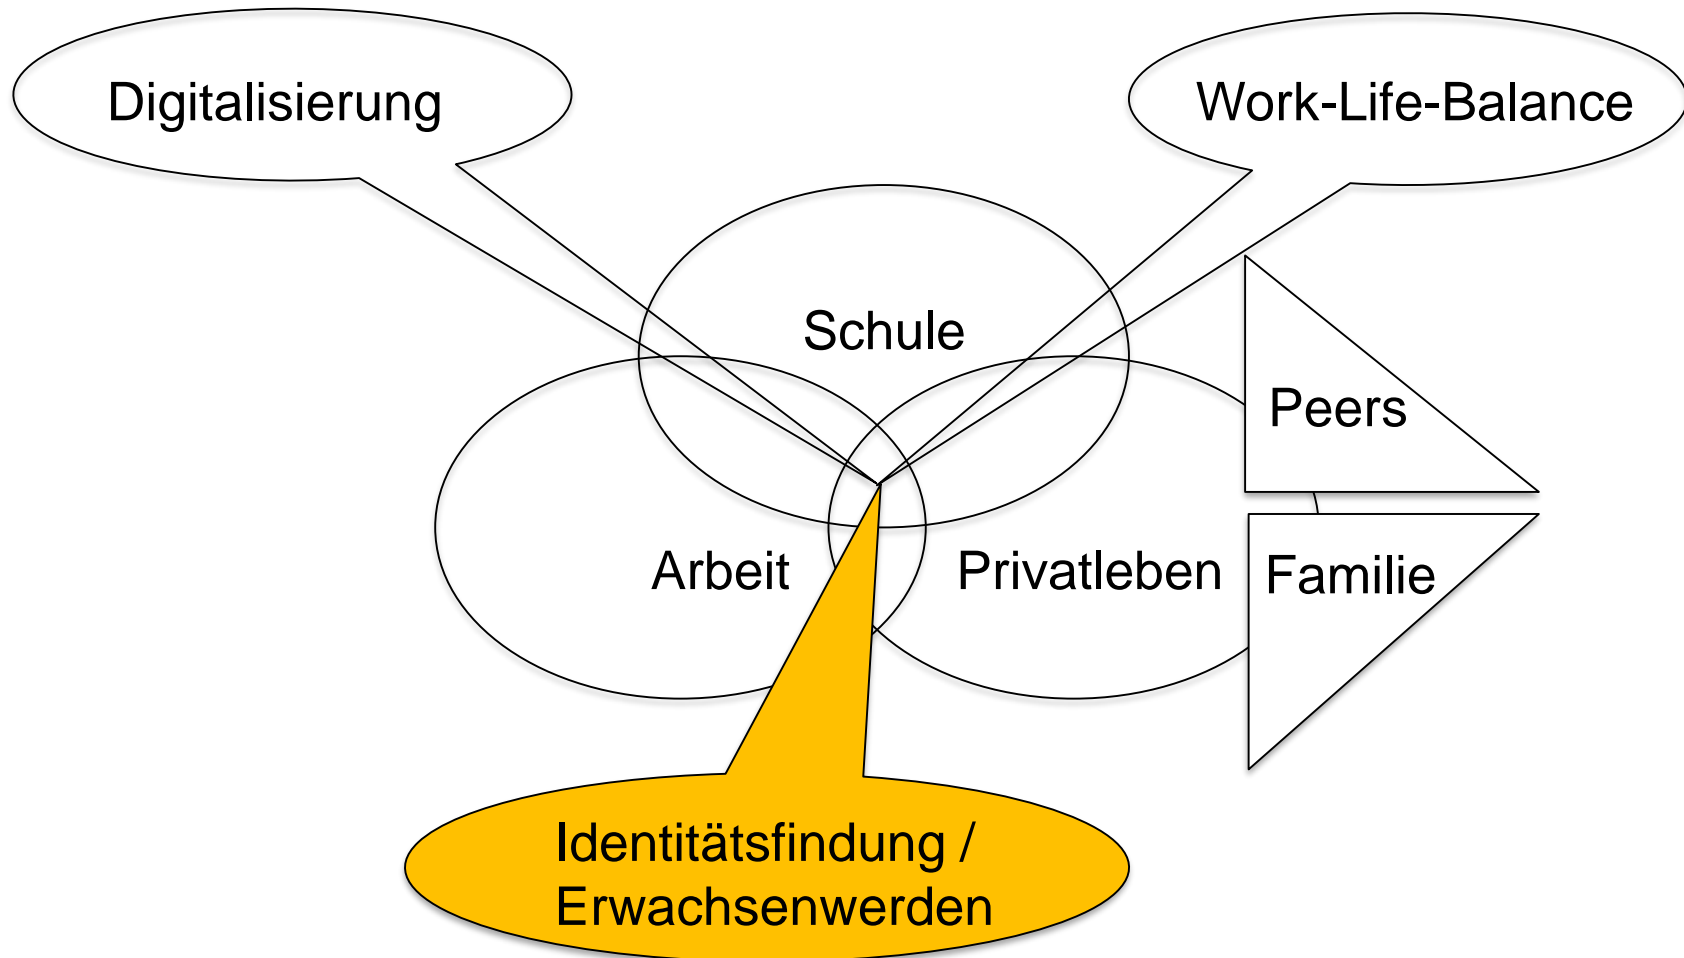 Digitalisierung
Work-Life-Balance
Schule
Peers
Arbeit
Privatleben
Familie
Identitätsfindung /
Erwachsenwerden